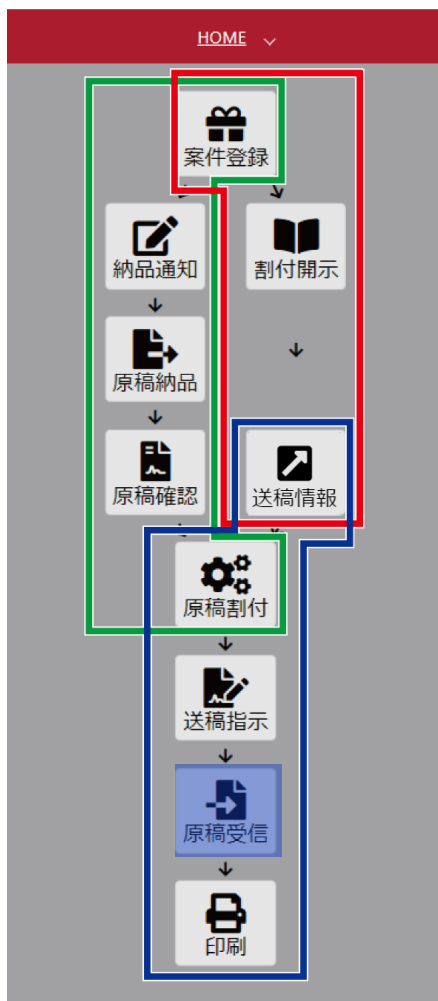 HOME
案件登録
納品通知
割付開示
原稿納品
原稿確認
送稿情報
原稿割付
送稿指示
原稿受信
印刷